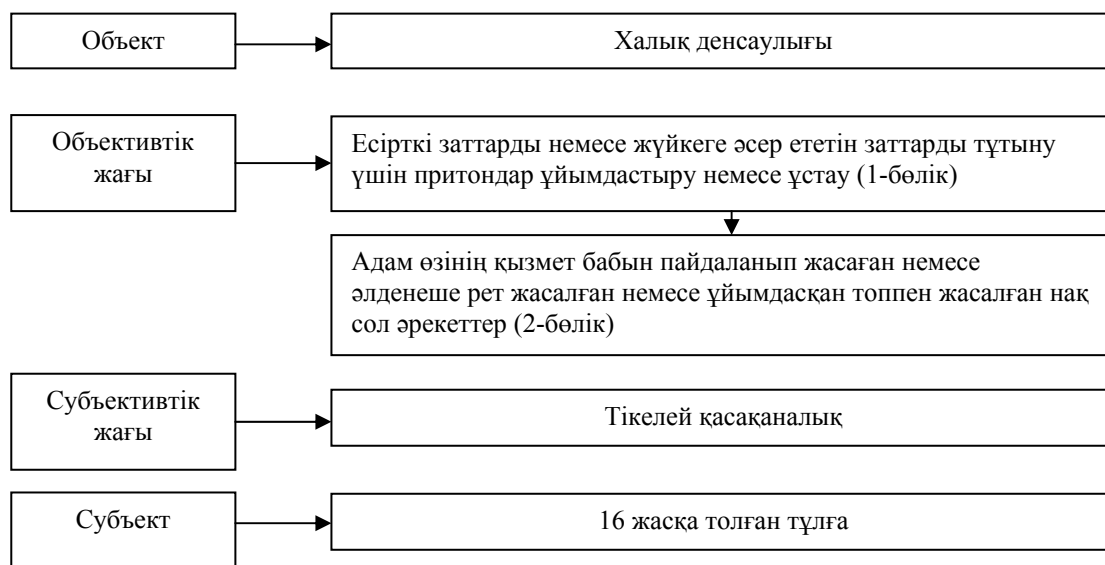 Объект
Халық денсаулығы
Объективтік
жағы
Есірткі заттарды немесе жүйкеге әсер ететін заттарды тұтыну
үшін притондар ұйымдастыру немесе ұстау (1-бөлік)
Адам өзінің қызмет бабын пайдаланып жасаған немесе
әлденеше рет жасалған немесе ұйымдасқан топпен жасалған нақ
сол әрекеттер (2-бөлік)
Субъективтік
жағы
Тікелей қасақаналық
Субъект
16 жасқа толған тұлға